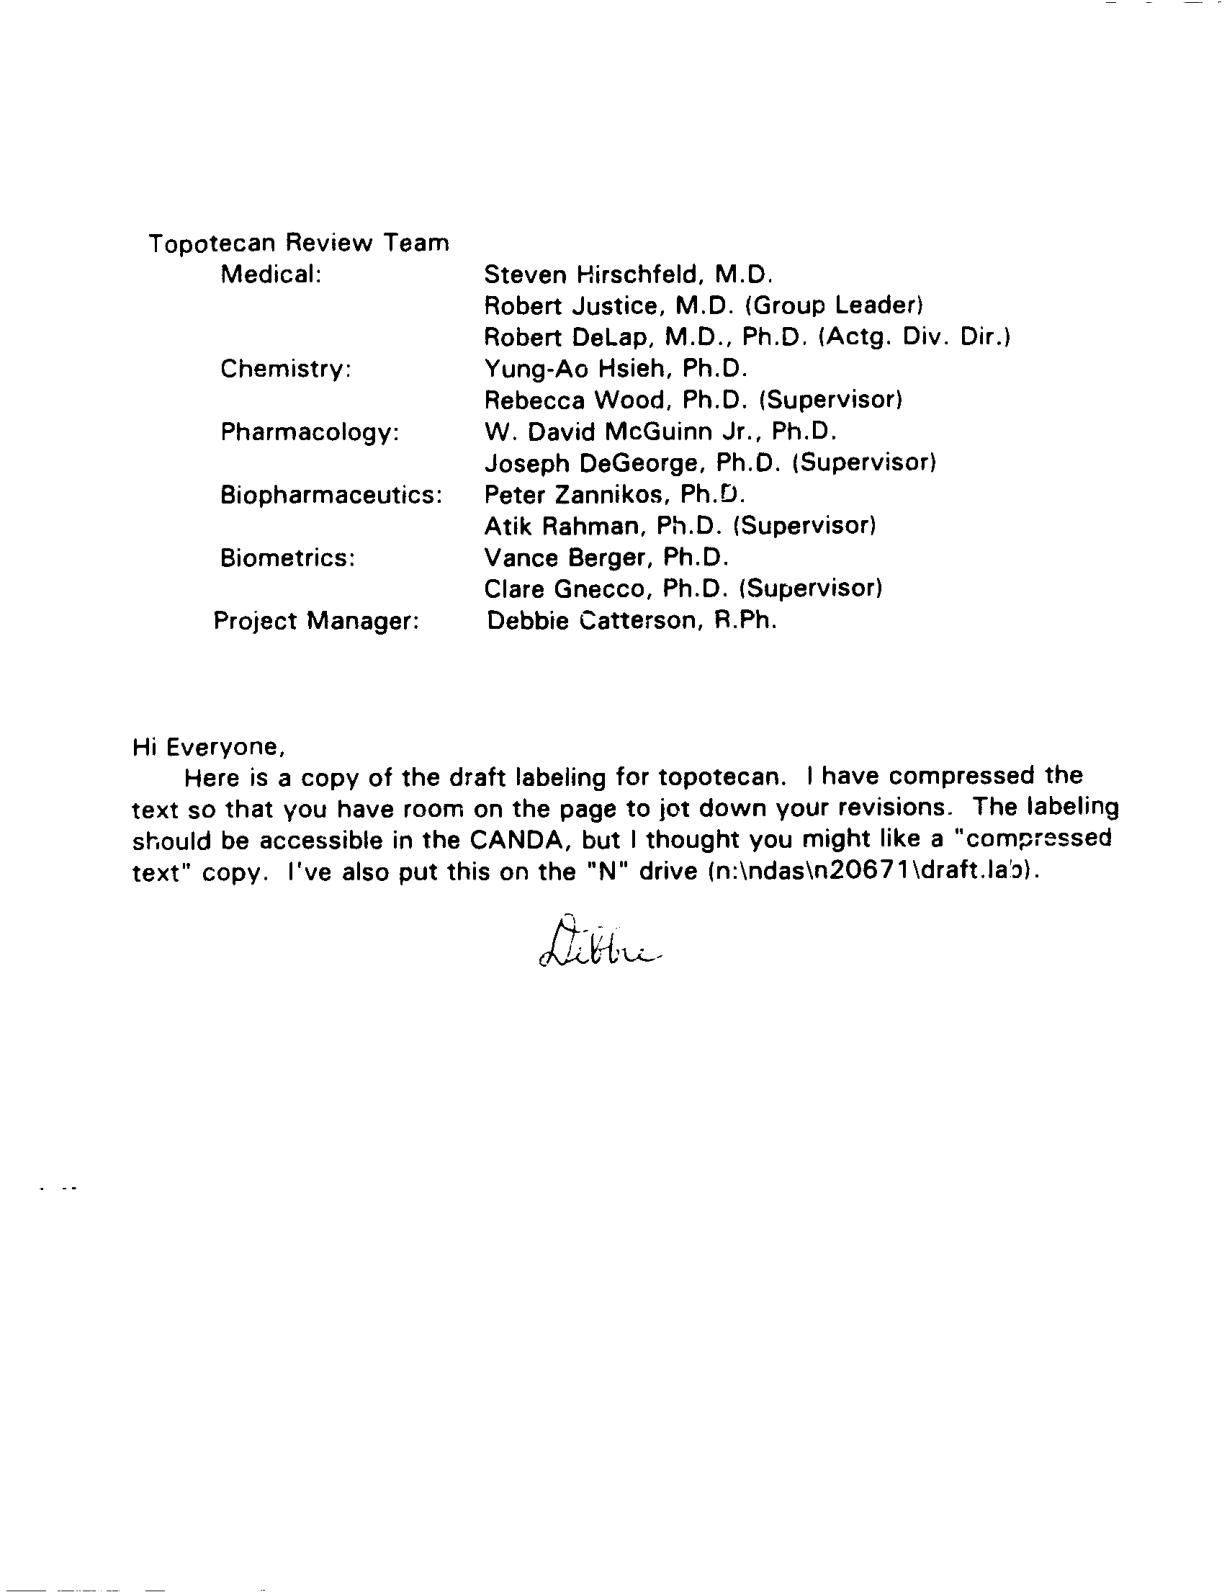 Topotecan Review Team
Medical: Steven Hirschfeld, M.D.
Robert Justice, M.D. (Group Leader)
Robert DeLap, M.D., Ph.D. (Actg. Div. Dir.)
Chemistry: Yung-Ao Hsieh, Ph.D.
Rebecca Wood, Ph.D. (Supervisor)
Pharmacology: W. David McGuinn Jr., Ph.D.
Joseph DeGeorge, Ph.D. (Supervisor)
Biopharmaceutics: Peter Zannikos, Ph.D.
Atik Rahman, Ph.D. (Supervisor)
Biometrics: Vance Berger, Ph.D.
Clare Gnecco, Ph.D. (Supervisor)
Project Manager: Debbie Catterson, R.Ph.
Hi Everyone,
Here is a copy of the draft labeling for topotecan. I have compressed the
text so that you have room on the page to jot down your revisions. The labeling
should be accessible in the CANDA, but I thought you might like a "compressed
text" copy. I've also put this on the "N" drive (n:\ndas\n20671\draft.lab).
Debbie